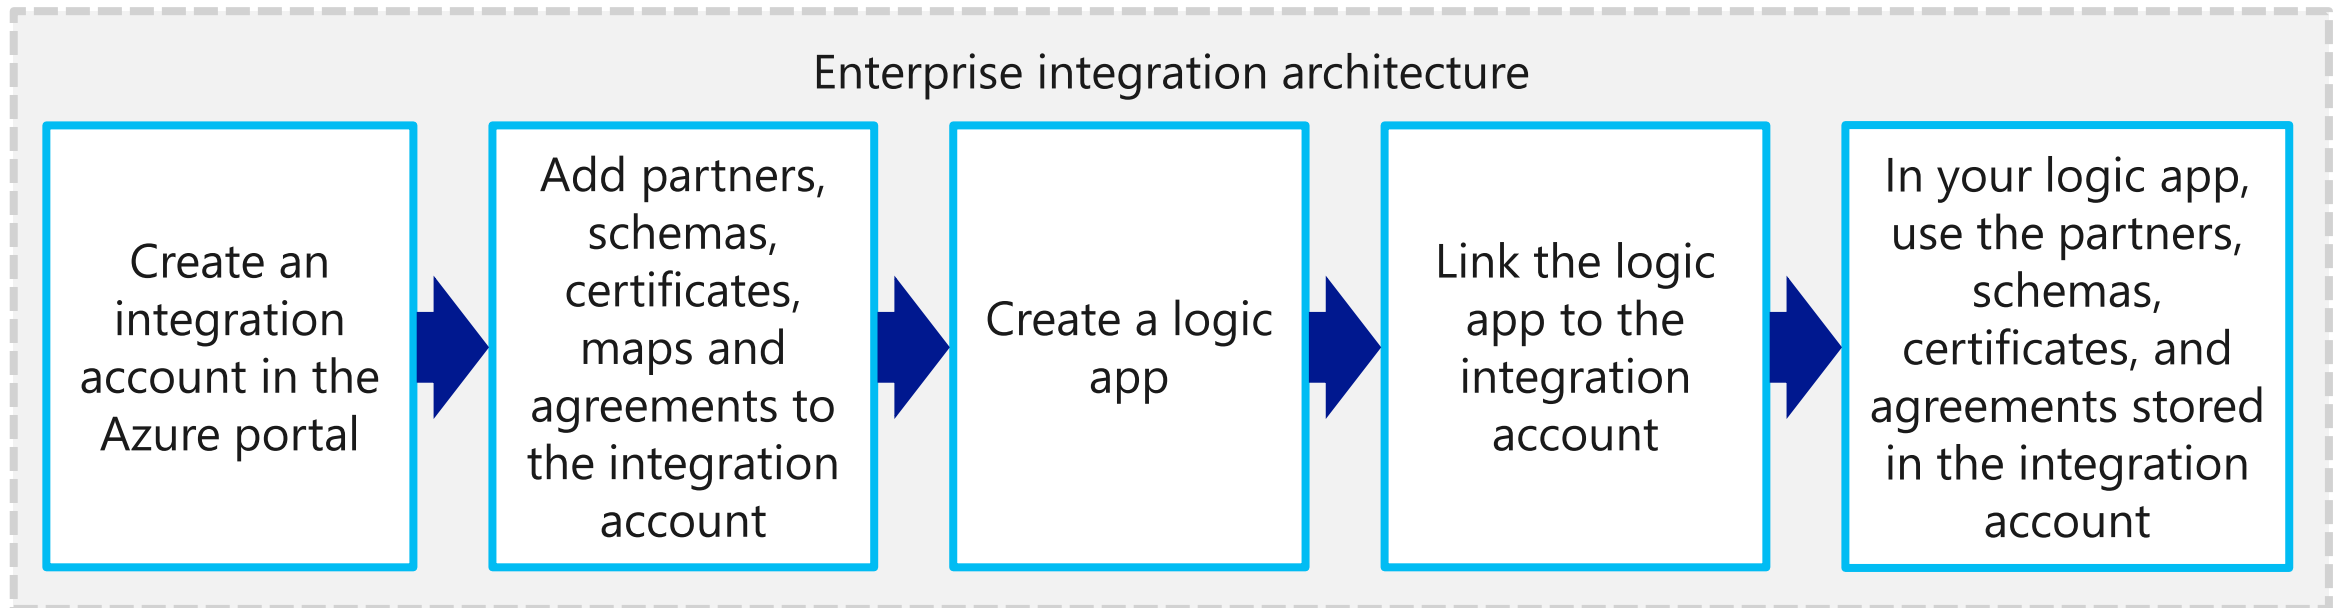 Enterprise integration architecture
Create an
integration
account in the
Azure portal
Add partners,
schemas,
certificates,
maps and
agreements to
the integration
account
Create a logic
app
Link the logic
app to the
integration
account
In your logic app,
use the partners,
schemas,
certificates, and
agreements stored
in the integration
account